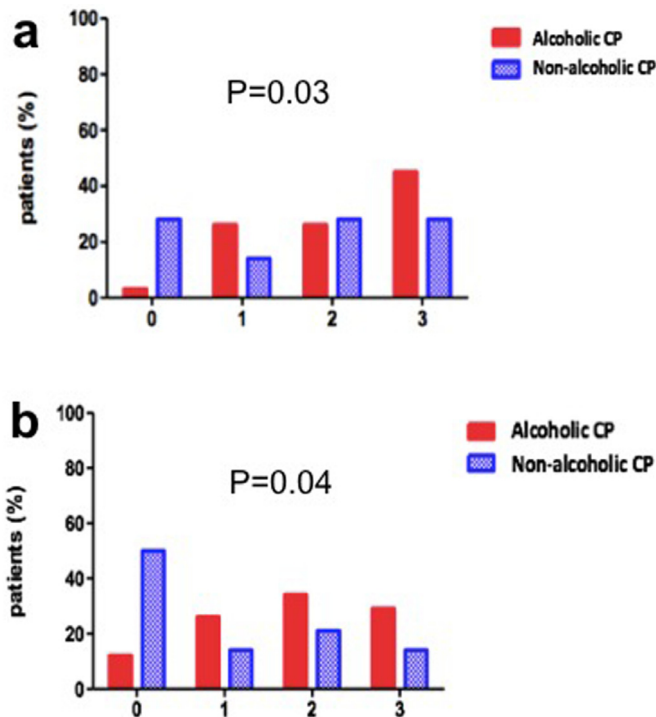 a
100
80
60
40
20
0
patients (%)
P=0.03
Alcoholic CP
Non-alcoholic CP
0 1 2 3
b
100
80
60
40
20
0
patients (%)
P=0.04
Alcoholic CP
Non-alcoholic CP
0 1 2 3